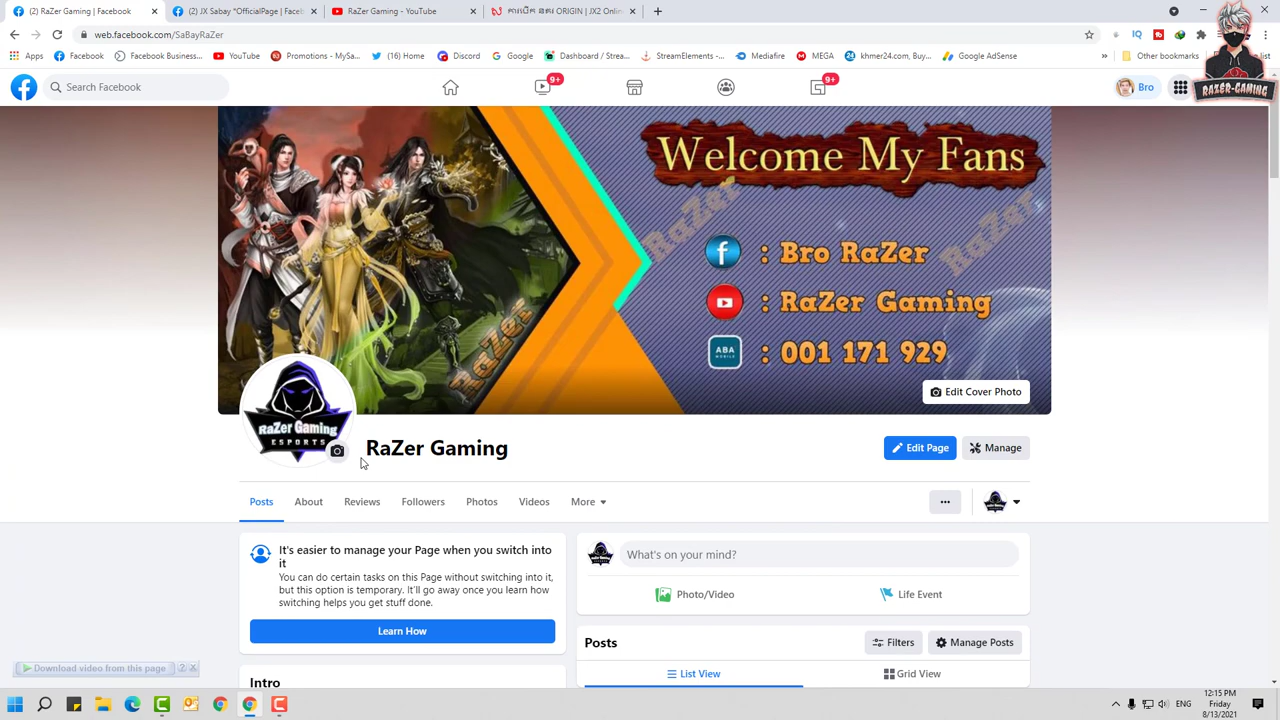 (2) RaZer Gaming | Facebook
(2) JX Sabay *OfficialPage | Faceb
RaZer Gaming - YouTube
ORIGIN | JX2 Onlin
web.facebook.com/SaBayRaZer
Apps
Facebook
Facebook Business...
YouTube
Promotions - MySa...
(16) Home
Discord
Google
Dashboard / Strea...
StreamElements -...
Mediafire
MEGA
khmer24.com, Buy...
Google AdSense
Other bookmarks
list
RAZER-GAMING
Search Facebook
9+
9+
Bro
Welcome My Fans
: Bro RaZer
: RaZer Gaming
ABA
MOBILE
: 001 171 929
RaZer
RaZer
RaZer
Edit Cover Photo
RaZer Gaming
ESPORTS
RaZer Gaming
Edit Page
Manage
Posts
About
Reviews
Followers
Photos
Videos
More
It's easier to manage your Page when you switch into
it
You can do certain tasks on this Page without switching into it,
but this option is temporary. It'll go away once you learn how
switching helps you get stuff done.
Learn How
What's on your mind?
Photo/Video
Life Event
Posts
Filters
Manage Posts
List View
Grid View
Intro
Download video from this page
?
12:15 PM
Friday
8/13/2021
ENG